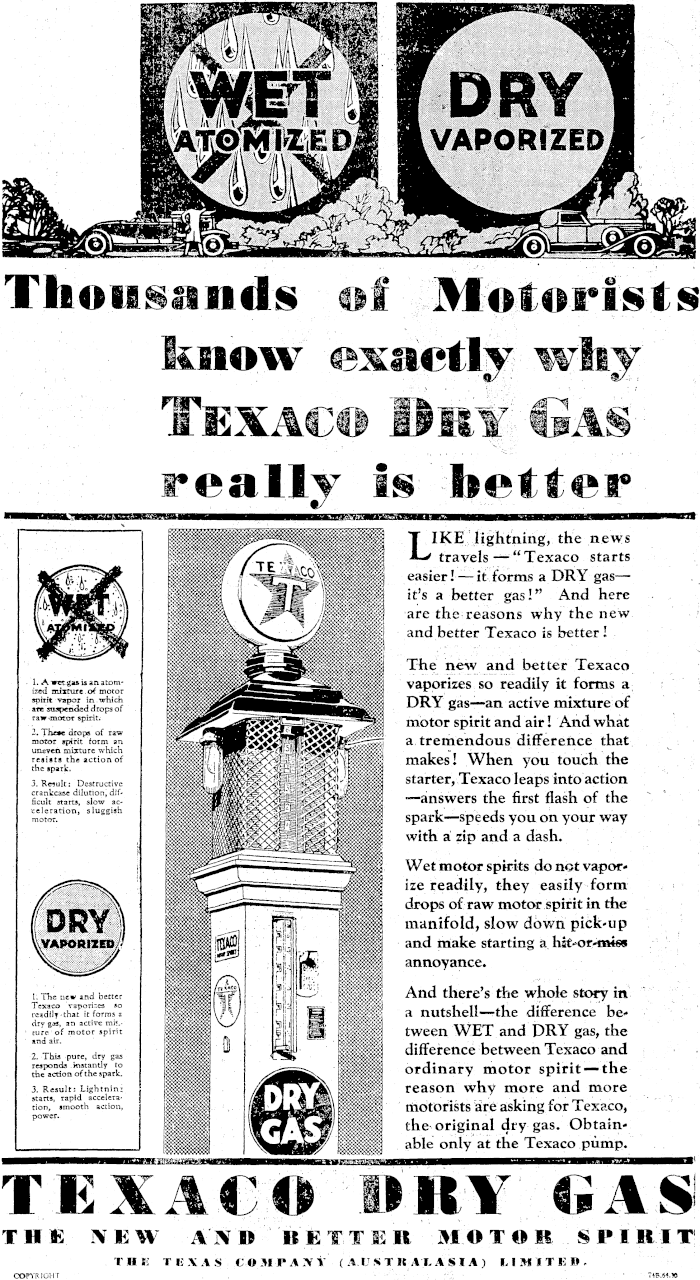 WET
ATOMIZED
DRY
VAPORIZED
Thousands of Motorists
know exactly why
TEXACO DRY GAS
really is better
WET
ATOMIZED
1. A wet gas is an atom-
ized mixture of motor
spirit vapor in which
are suspended drops of
raw motor spirit.
2. These drops of raw
motor spirit form an
uneven mixture which
resists the action of
the spark.
3. Result: Destructive
crankcase dilution, dif-
ficult starts, slow ac-
celeration, sluggish
motor.
DRY
VAPORIZED
1. The new and better
Texaco vaporizes so
readily that it forms a
dry gas, an active mix-
ture of motor spirit
and air.
2. This pure, dry gas
responds instantly to
the action of the spark.
3. Result: Lightning
starts, rapid accelera-
tion, smooth action,
power.
TEXACO
T
TEXACO
MOTOR SPIRIT
TEXACO
T
DRY
GAS
LIKE lightning, the news
travels—"Texaco starts
easier!—it forms a DRY gas—
it's a better gas!" And here
are the reasons why the new
and better Texaco is better!
The new and better Texaco
vaporizes so readily it forms a
DRY gas—an active mixture of
motor spirit and air! And what
a tremendous difference that
makes! When you touch the
starter, Texaco leaps into action
—answers the first flash of the
spark—speeds you on your way
with a zip and a dash.
Wet motor spirits do not vapor-
ize readily, they easily form
drops of raw motor spirit in the
manifold, slow down pick-up
and make starting a hit-or-miss
annoyance.
And there's the whole story in
a nutshell—the difference be-
tween WET and DRY gas, the
difference between Texaco and
ordinary motor spirit—the
reason why more and more
motorists are asking for Texaco,
the original dry gas. Obtain-
able only at the Texaco pump.
TEXACO DRY GAS
THE NEW AND BETTER MOTOR SPIRIT
THE TEXAS COMPANY (AUSTRALASIA) LIMITED.
COPYRIGHT